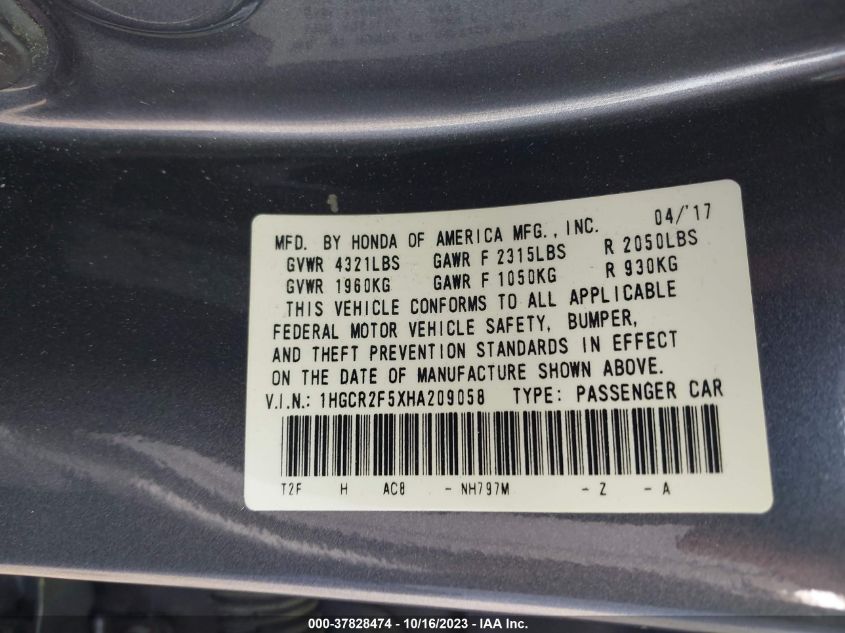 MFD. BY HONDA OF AMERICA MFG., INC. 04/'17
GVWR 4321LBS GAWR F 2315LBS R 2050LBS
GVWR 1960KG GAWR F 1050KG R 930KG
THIS VEHICLE CONFORMS TO ALL APPLICABLE
FEDERAL MOTOR VEHICLE SAFETY, BUMPER,
AND THEFT PREVENTION STANDARDS IN EFFECT
ON THE DATE OF MANUFACTURE SHOWN ABOVE.
V.I.N.: 1HGCR2F5XHA209058 TYPE: PASSENGER CAR
T2F H AC8 - NH797M - Z - A
000-37828474 - 10/16/2023 - IAA Inc.